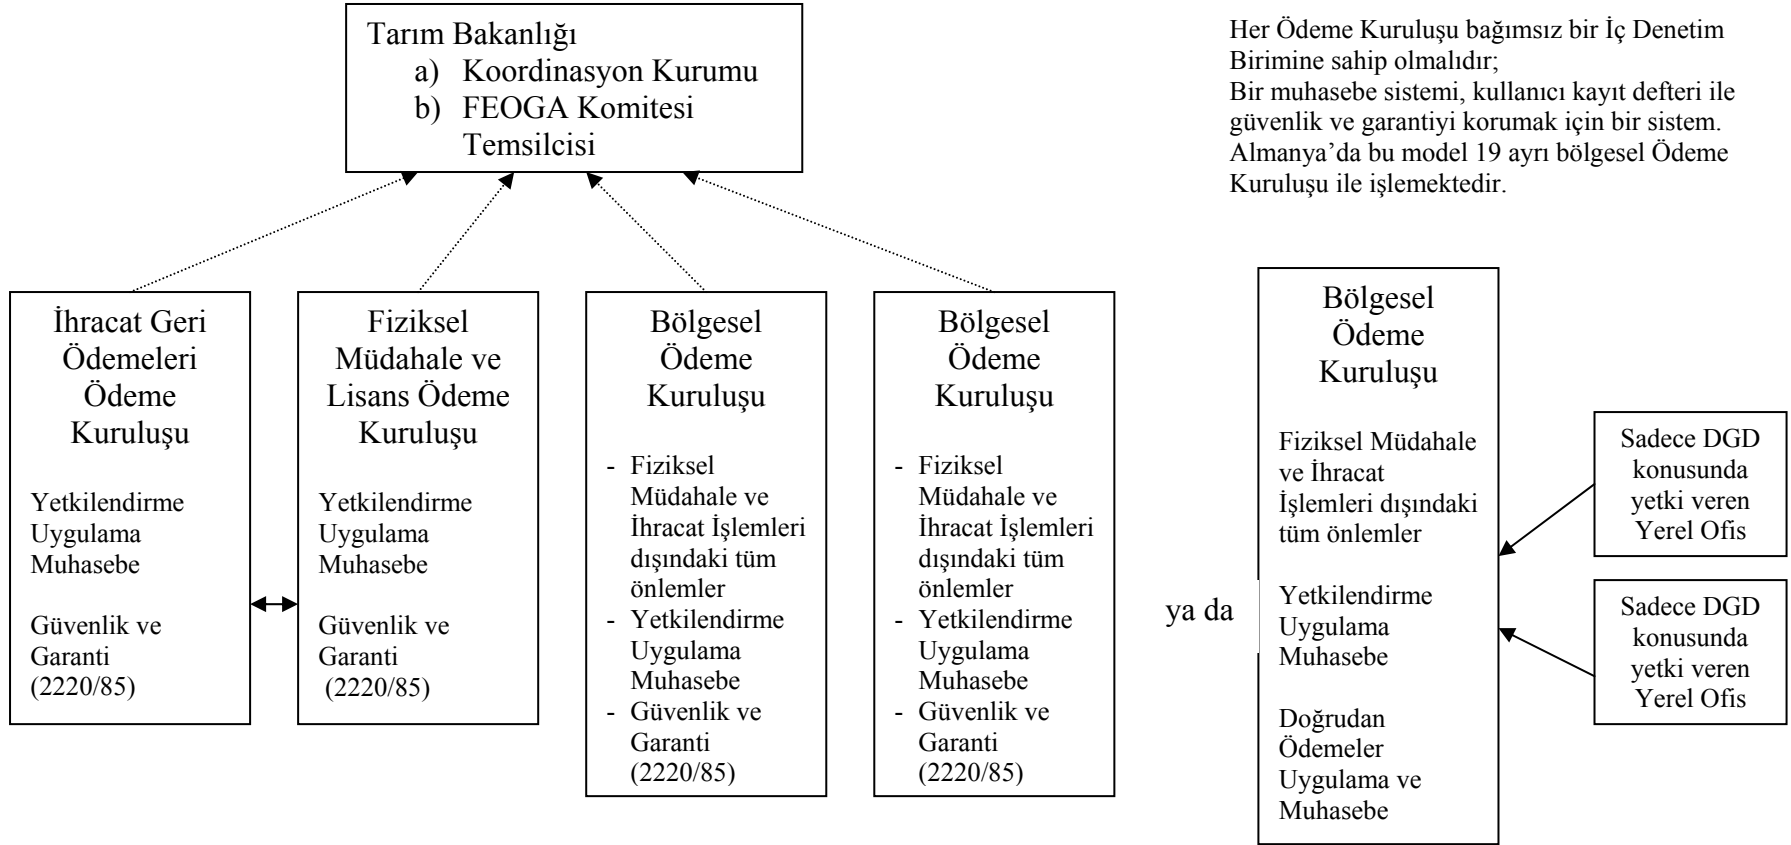 Tarım Bakanlığı
a) Koordinasyon Kurumu
b) FEOGA Komitesi
Temsilcisi
Her Ödeme Kuruluşu bağımsız bir İç Denetim
Birimine sahip olmalıdır;
Bir muhasebe sistemi, kullanıcı kayıt defteri ile
güvenlik ve garantiyi korumak için bir sistem.
Almanya’da bu model 19 ayrı bölgesel Ödeme
Kuruluşu ile işlemektedir.
İhracat Geri
Ödemeleri
Ödeme
Kuruluşu
Yetkilendirme
Uygulama
Muhasebe
Güvenlik ve
Garanti
(2220/85)
Fiziksel
Müdahale ve
Lisans Ödeme
Kuruluşu
Yetkilendirme
Uygulama
Muhasebe
Güvenlik ve
Garanti
(2220/85)
Bölgesel
Ödeme
Kuruluşu
- Fiziksel
Müdahale ve
İhracat İşlemleri
dışındaki tüm
önlemler
- Yetkilendirme
Uygulama
Muhasebe
- Güvenlik ve
Garanti
(2220/85)
Bölgesel
Ödeme
Kuruluşu
- Fiziksel
Müdahale ve
İhracat İşlemleri
dışındaki tüm
önlemler
- Yetkilendirme
Uygulama
Muhasebe
- Güvenlik ve
Garanti
(2220/85)
ya da
Bölgesel
Ödeme
Kuruluşu
Fiziksel Müdahale
ve İhracat
İşlemleri dışındaki
tüm önlemler
Yetkilendirme
Uygulama
Muhasebe
Doğrudan
Ödemeler
Uygulama ve
Muhasebe
Sadece DGD
konusunda
yetki veren
Yerel Ofis
Sadece DGD
konusunda
yetki veren
Yerel Ofis